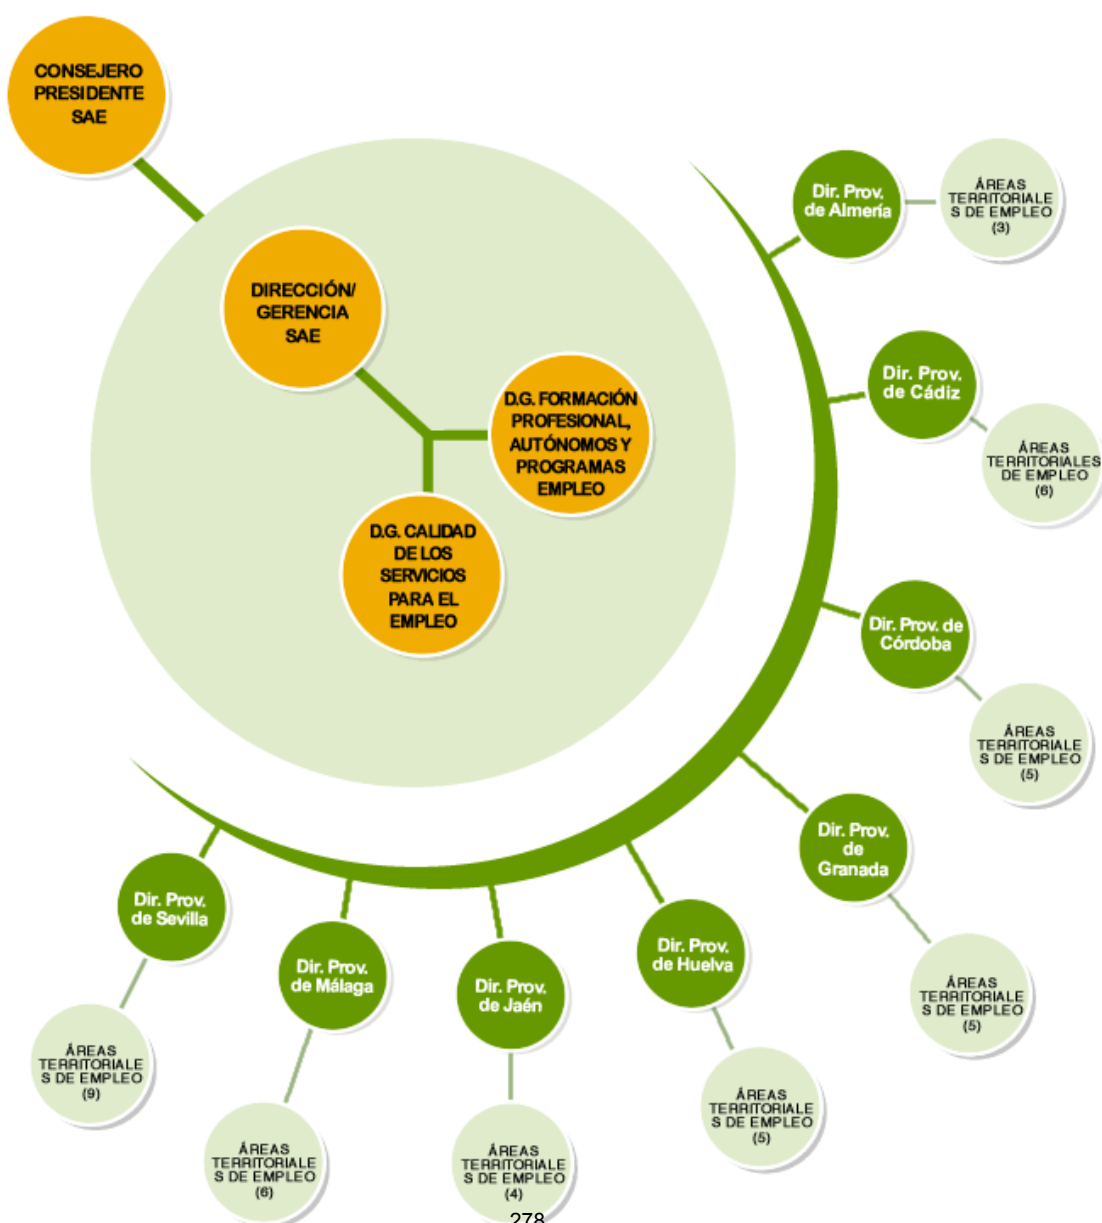 CONSEJERO
PRESIDENTE
SAE
DIRECCIÓN/
GERENCIA
SAE
D.G. FORMACIÓN
PROFESIONAL,
AUTÓNOMOS Y
PROGRAMAS
EMPLEO
D.G. CALIDAD
DE LOS
SERVICIOS
PARA EL
EMPLEO
Dir. Prov.
de Almería
ÁREAS
TERRITORIALE
S DE EMPLEO
(3)
Dir. Prov.
de Cádiz
ÁREAS
TERRITORIALES
DE EMPLEO
(6)
Dir. Prov. de
Córdoba
ÁREAS
TERRITORIALE
S DE EMPLEO
(5)
Dir. Prov.
de
Granada
ÁREAS
TERRITORIALE
S DE EMPLEO
(5)
Dir. Prov.
de Huelva
ÁREAS
TERRITORIALE
S DE EMPLEO
(5)
Dir. Prov.
de Jaén
ÁREAS
TERRITORIALE
S DE EMPLEO
(4)
Dir. Prov.
de Málaga
ÁREAS
TERRITORIALE
S DE EMPLEO
(6)
Dir. Prov.
de Sevilla
ÁREAS
TERRITORIALE
S DE EMPLEO
(9)
278